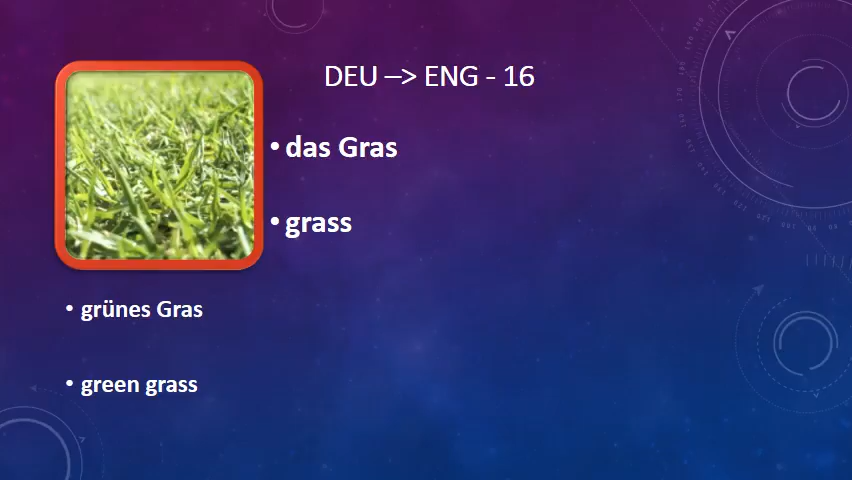 DEU –> ENG - 16
• das Gras
• grass
• grünes Gras
• green grass